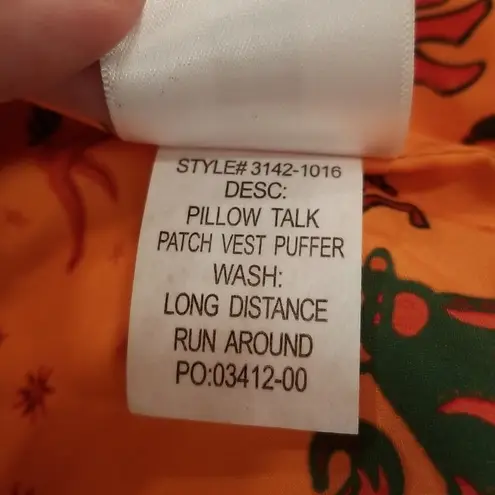 STYLE# 3142-1016
DESC:
PILLOW TALK
PATCH VEST PUFFER
WASH:
LONG DISTANCE
RUN AROUND
PO:03412-00